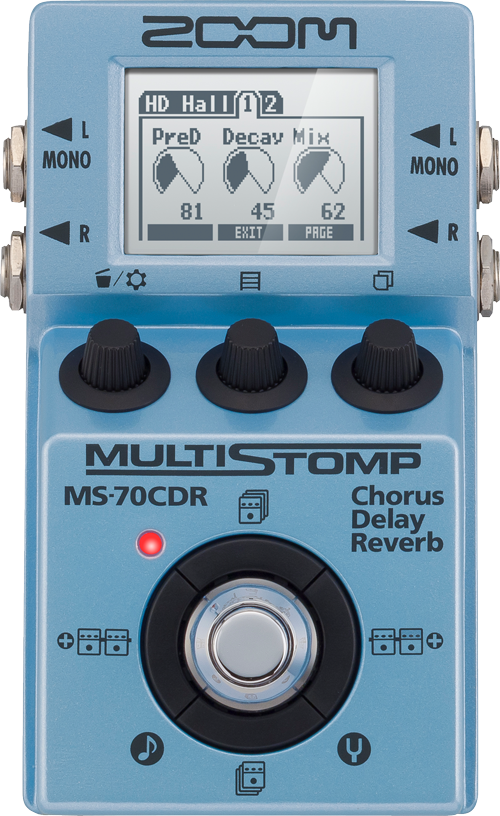 ZOOM
HD Hall 1 2
PreD Decay Mix
81 45 62
EXIT PAGE
L
MONO
R
L
MONO
R
MULTISTOMP
MS-70CDR
Chorus
Delay
Reverb